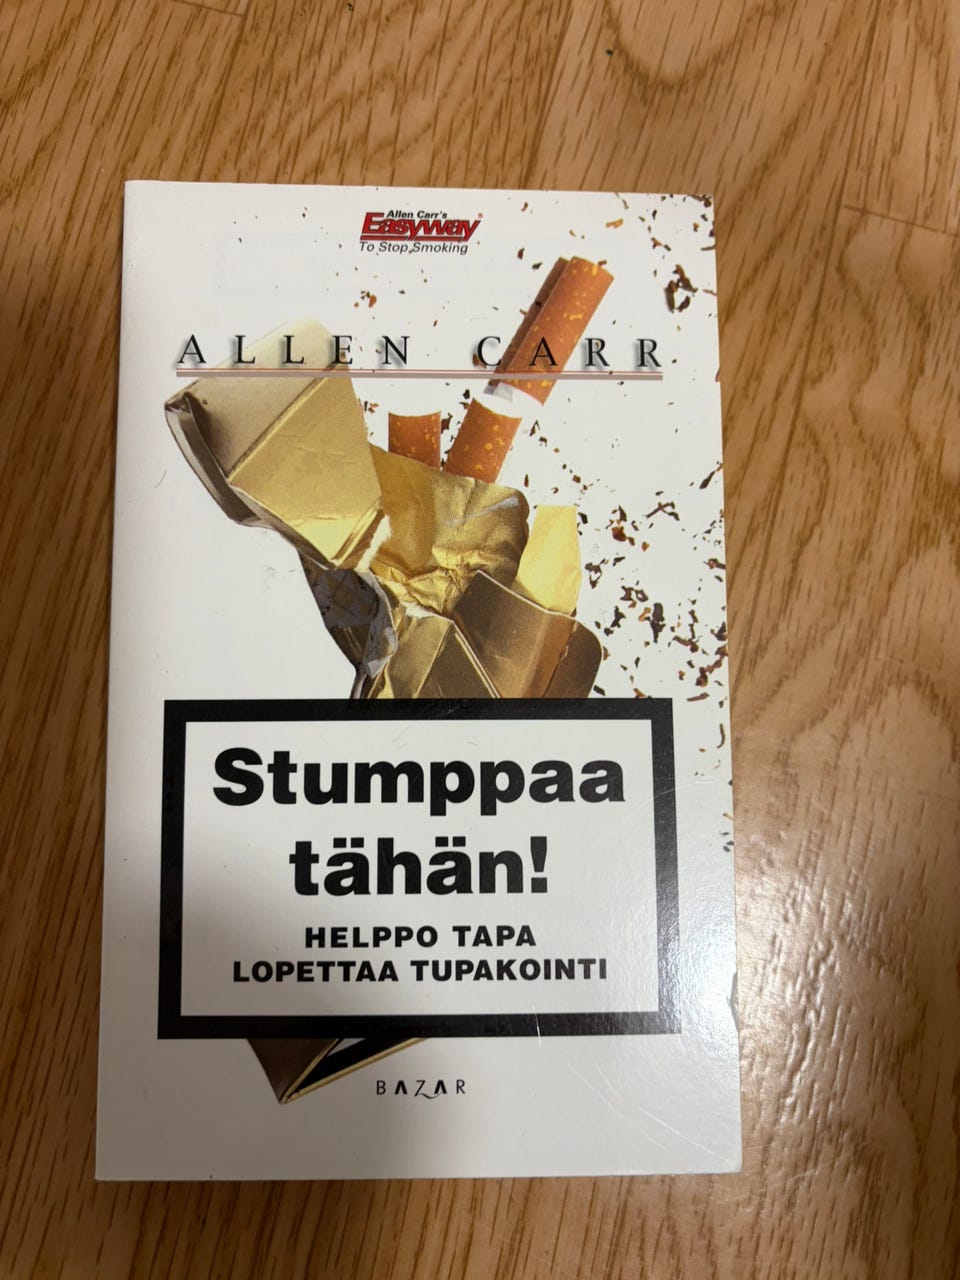 Allen Carr's
Easyway®
To Stop Smoking
ALLEN CARR
Stumppaa
tähän!
HELPPO TAPA
LOPETTAA TUPAKOINTI
BAZAR